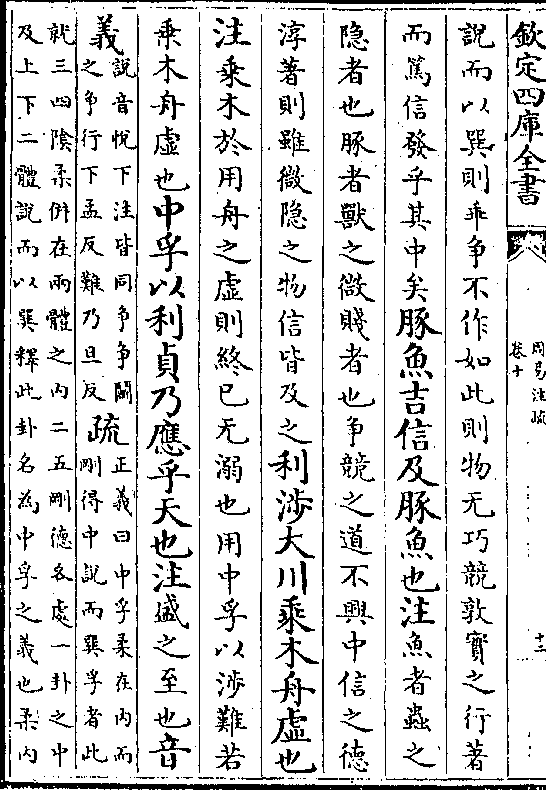 欽定四庫全書
周易注疏
卷十
十三
說而以巽則乖爭不作如此則物无巧競敦實之行著
而篤信發乎其中矣豚魚吉信及豚魚也注魚者蟲之
隐者也豚者獸之微賤者也爭競之道不興中信之德
淳著則雖微隐之物信皆及之利涉大川乘木舟虛也
注乘木於用舟之虛則終已无溺也用中孚以涉難若
乗木舟虛也中孚以利貞乃應乎天也注盛之至也音
義說音悅下注皆同爭爭鬬
之爭行下孟反難乃旦反疏正義曰中孚柔在内而
剛得中說而巽孚者此
就三四陰柔併在兩體之内二五剛德各處一卦之中
及上下二體說而以巽釋此卦名為中孚之義也柔内